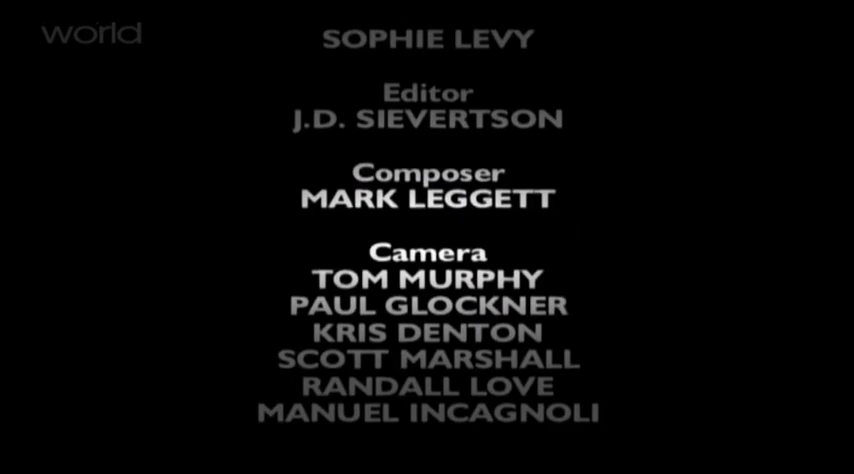 world
SOPHIE LEVY
Editor
J.D. SIEVERTSON
Composer
MARK LEGGETT
Camera
TOM MURPHY
PAUL GLOCKNER
KRIS DENTON
SCOTT MARSHALL
RANDALL LOVE
MANUEL INCAGNOLI